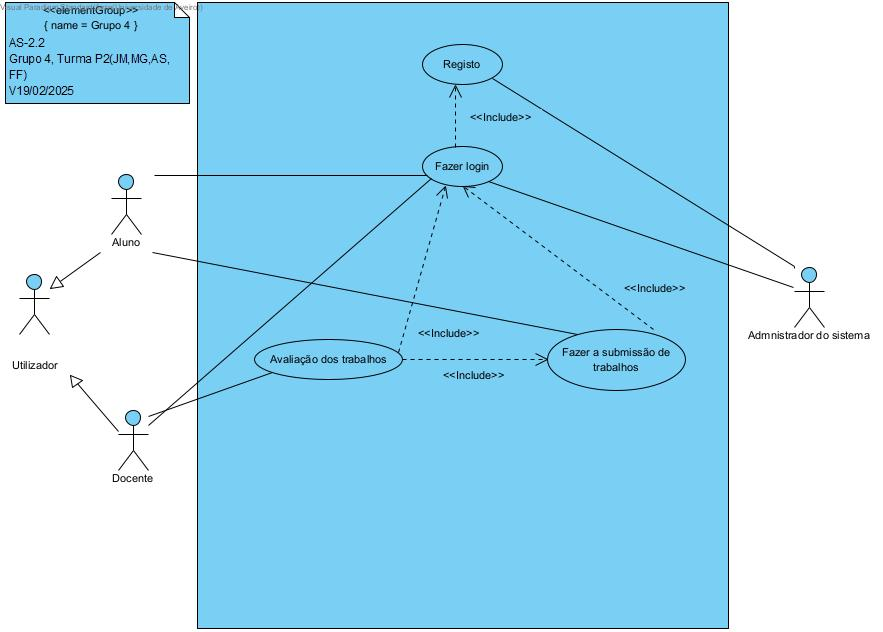 <<elementGroup>>
{ name = Grupo 4 }
AS-2.2
Grupo 4, Turma P2(JM,MG,AS,
FF)
V19/02/2025
Registo
<<Include>>
Fazer login
Aluno
<<Include>>
Utilizador
Admnistrador do sistema
<<Include>>
Avaliação dos trabalhos
Fazer a submissão de
trabalhos
<<Include>>
Docente